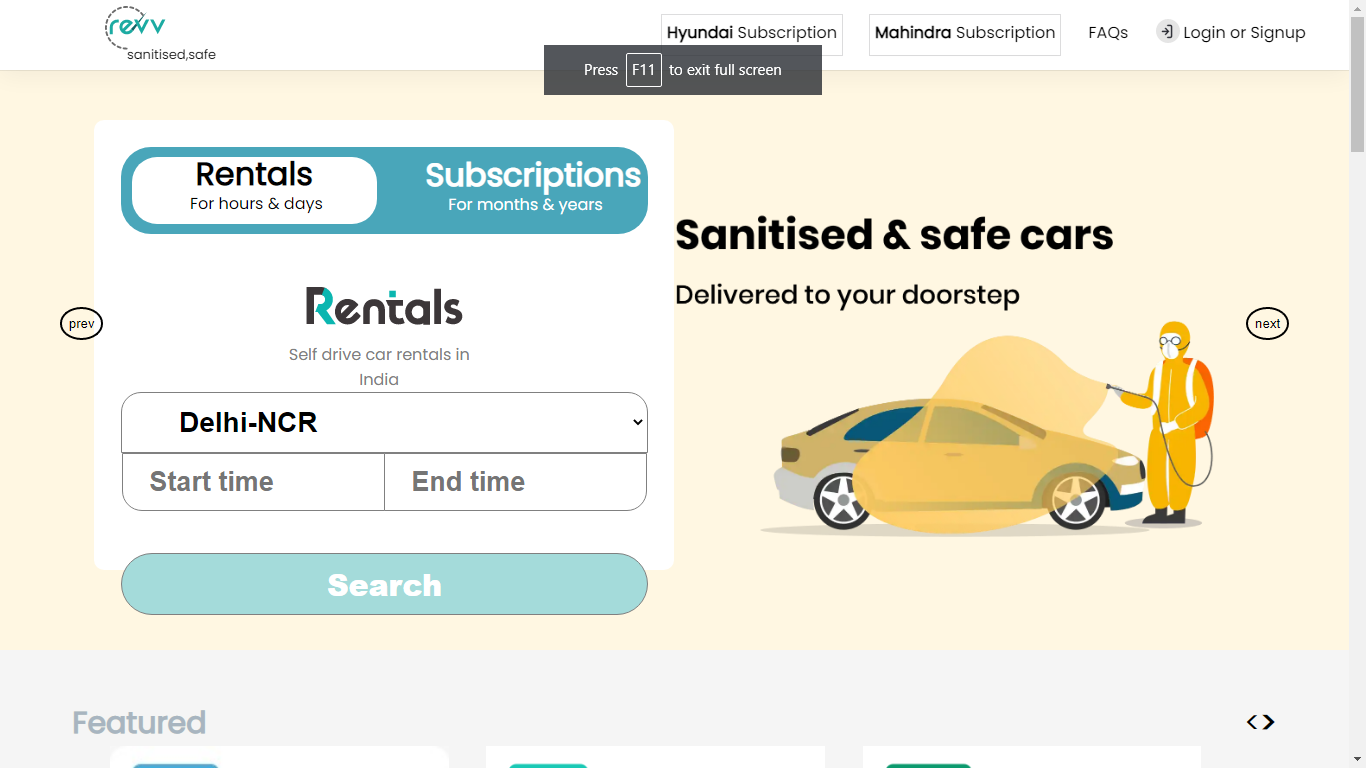 revv
sanitised,safe
Hyundai Subscription
Mahindra Subscription
FAQs
Login or Signup
Press F11 to exit full screen
Rentals
For hours & days
Subscriptions
For months & years
Rentals
Self drive car rentals in
India
Delhi-NCR
Start time
End time
Search
prev
Sanitised & safe cars
Delivered to your doorstep
next
Featured